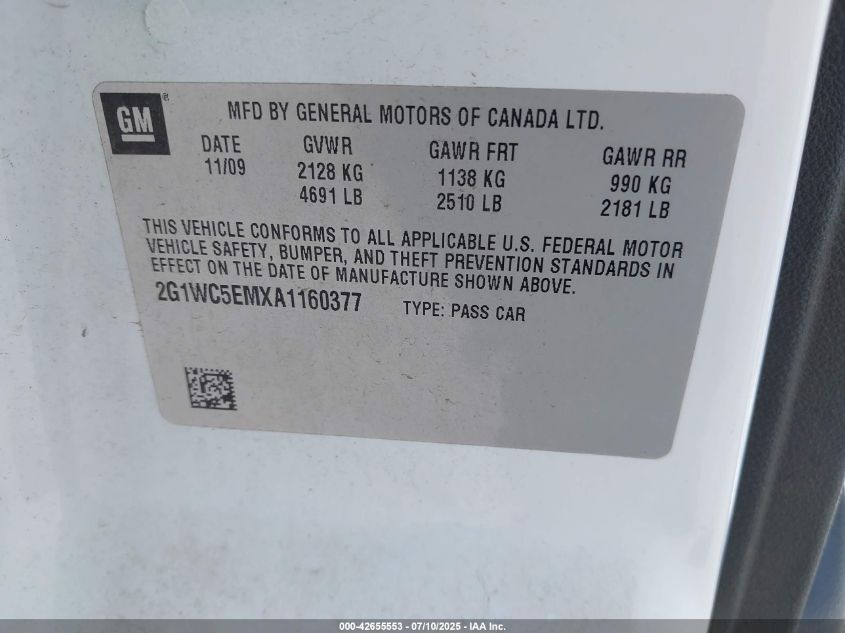 GM ®
MFD BY GENERAL MOTORS OF CANADA LTD.
DATE GVWR GAWR FRT GAWR RR
11/09 2128 KG 1138 KG 990 KG
4691 LB 2510 LB 2181 LB
THIS VEHICLE CONFORMS TO ALL APPLICABLE U.S. FEDERAL MOTOR
VEHICLE SAFETY, BUMPER, AND THEFT PREVENTION STANDARDS IN
EFFECT ON THE DATE OF MANUFACTURE SHOWN ABOVE.
2G1WC5EMXA1160377 TYPE: PASS CAR
000-42655553 - 07/10/2025 - IAA Inc.